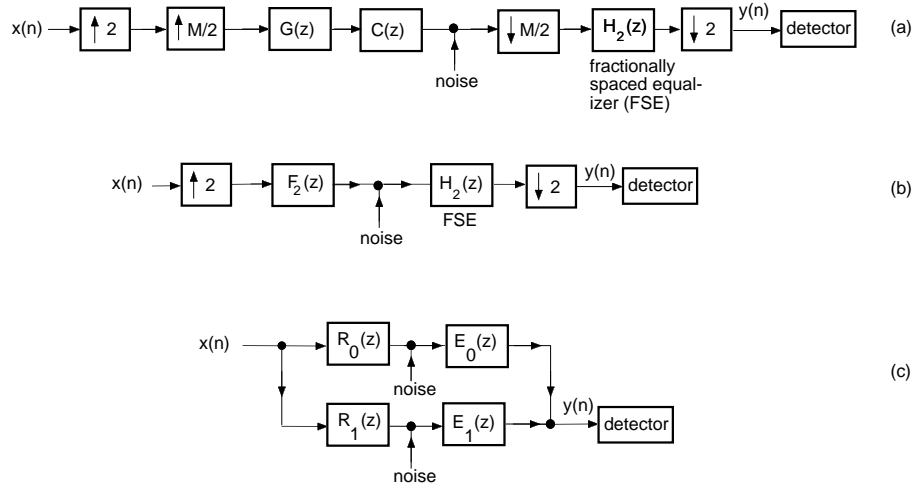 x(n) ↑ 2 ↑ M/2 G(z) C(z) noise ↓ M/2 H₂(z) ↓ 2 y(n) detector (a)
fractionally
spaced equal-
izer (FSE)
x(n) ↑ 2 F₂(z) noise H₂(z) ↓ 2 y(n) detector (b)
FSE
x(n) R₀(z) noise E₀(z) (c)
R₁(z) noise E₁(z) y(n) detector